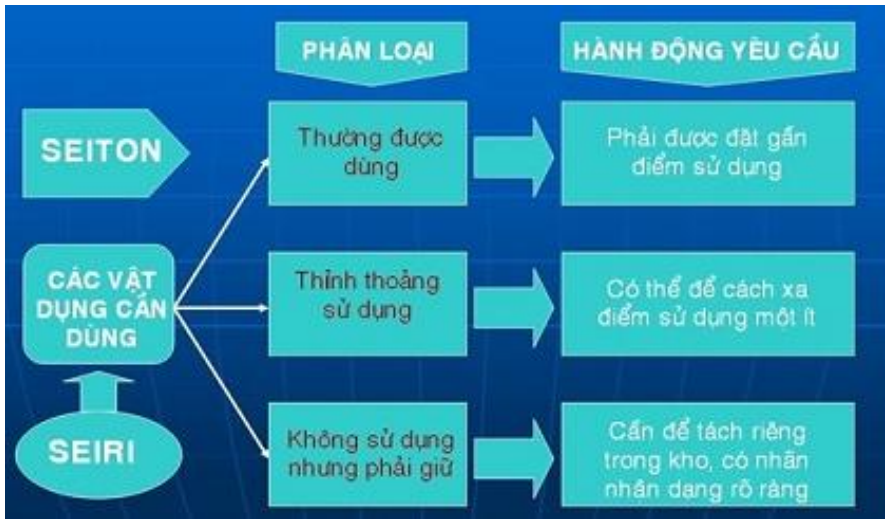 PHÂN LOẠI
HÀNH ĐỘNG YÊU CẦU
SEITON
Thường được
dùng
Phải được đặt gần
điểm sử dụng
CÁC VẬT
DỤNG CẦN
DÙNG
Thỉnh thoảng
sử dụng
Có thể để cách xa
điểm sử dụng một ít
SEIRI
Không sử dụng
nhưng phải giữ
Cần để tách riêng
trong kho, có nhãn
nhân dạng rõ ràng